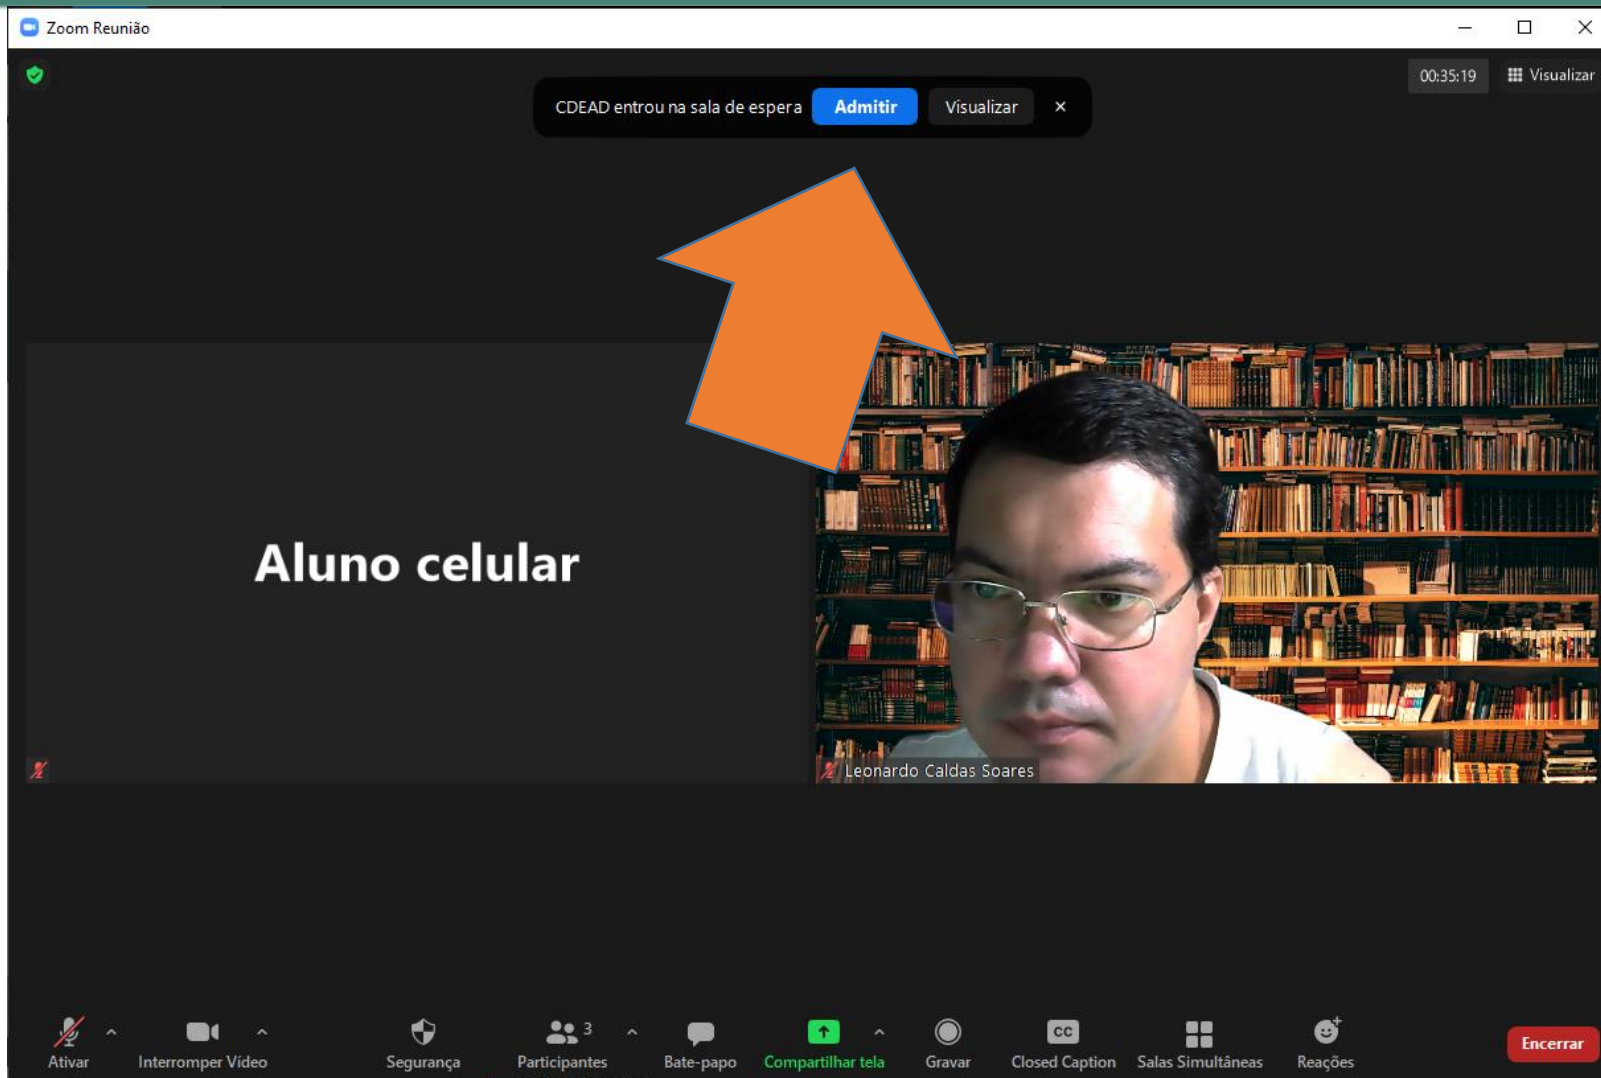 Zoom Reunião
00:35:19
Visualizar
CDEAD entrou na sala de espera
Admitir
Visualizar
Aluno celular
Leonardo Caldas Soares
3
Ativar
Interromper Vídeo
Segurança
Participantes
Bate-papo
Compartilhar tela
Gravar
CC
Closed Caption
Salas Simultâneas
Reações
Encerrar